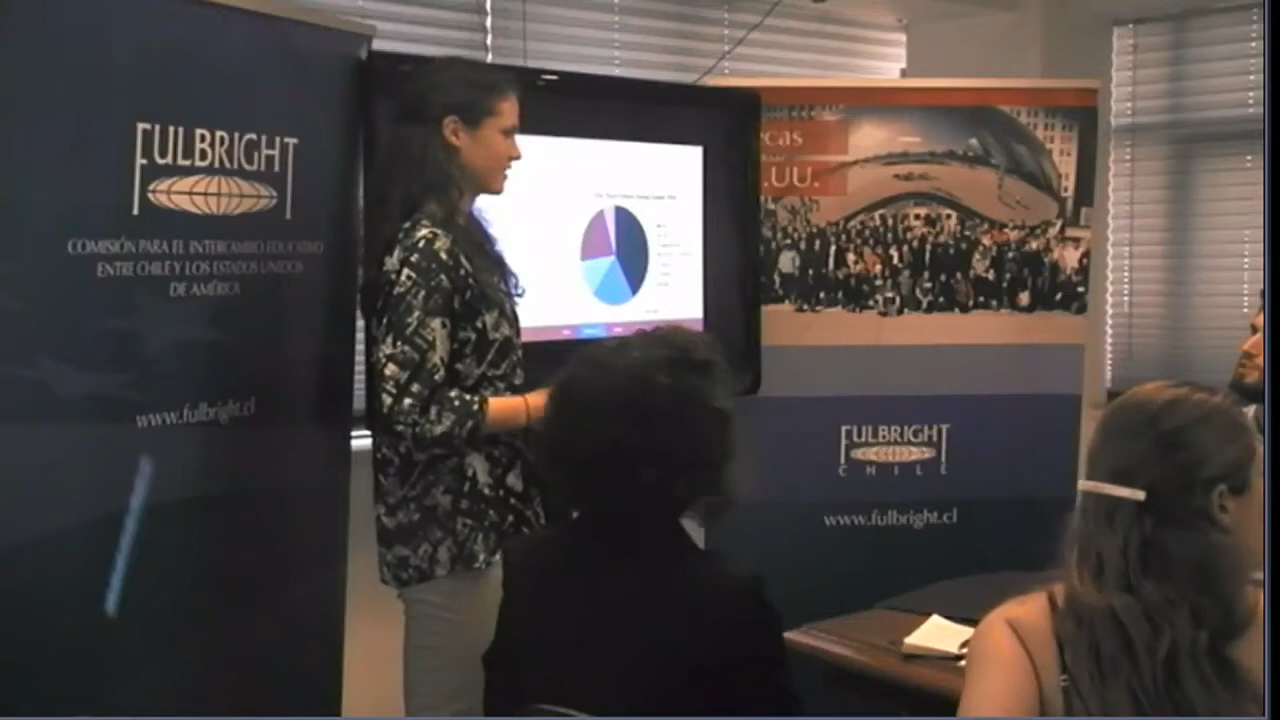 FULBRIGHT
COMISIÓN PARA EL INTERCAMBIO EDUCATIVO
ENTRE CHILE Y LOS ESTADOS UNIDOS
DE AMÉRICA
www.fulbright.cl
ecas
.UU.
FULBRIGHT
CHILE
www.fulbright.cl